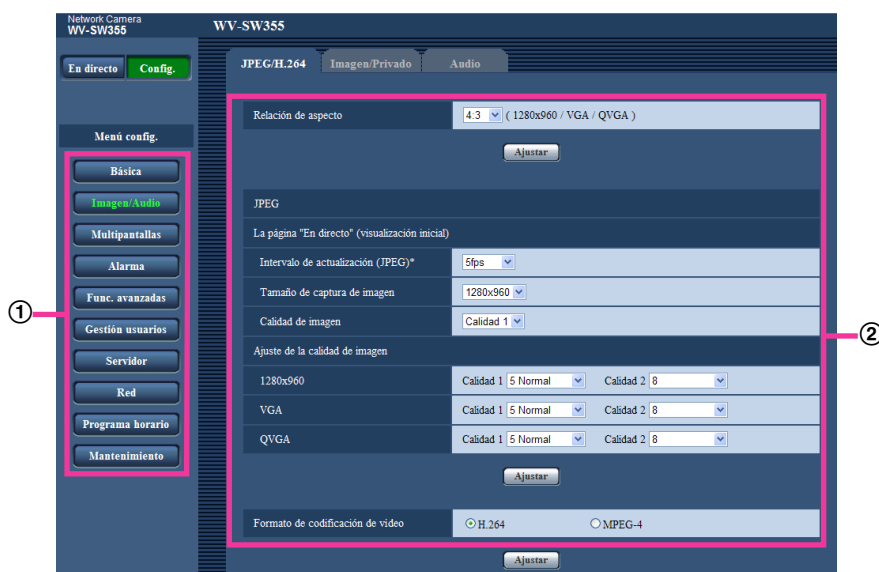 Network Camera
WV-SW355
WV-SW355
En directo Config.
JPEG/H.264 Imagen/Privado Audio
Menú config.
Básica
Imagen/Audio
Multipantallas
Alarma
Func. avanzadas
Gestión usuarios
Servidor
Red
Programa horario
Mantenimiento
①
Relación de aspecto 4:3 ( 1280x960 / VGA / QVGA )
Ajustar
JPEG
La página "En directo" (visualización inicial)
Intervalo de actualización (JPEG)* 5fps
Tamaño de captura de imagen 1280x960
Calidad de imagen Calidad 1
Ajuste de la calidad de imagen
1280x960 Calidad 1 5 Normal Calidad 2 8
VGA Calidad 1 5 Normal Calidad 2 8
QVGA Calidad 1 5 Normal Calidad 2 8
Ajustar
Formato de codificación de video H.264 MPEG-4
Ajustar
②